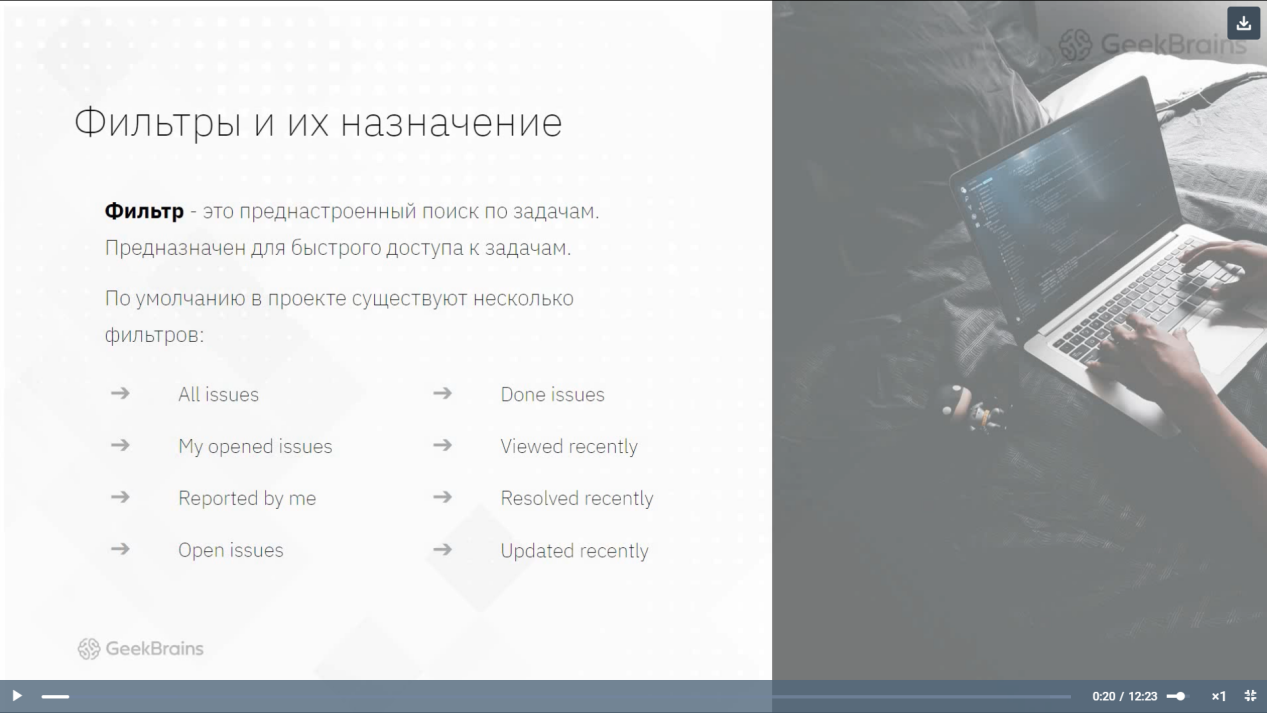 GeekBrains
Фильтры и их назначение
Фильтр - это преднастроенный поиск по задачам.
Предназначен для быстрого доступа к задачам.
По умолчанию в проекте существуют несколько
фильтров:
All issues
My opened issues
Reported by me
Open issues
Done issues
Viewed recently
Resolved recently
Updated recently
GeekBrains
0:20 / 12:23
×1